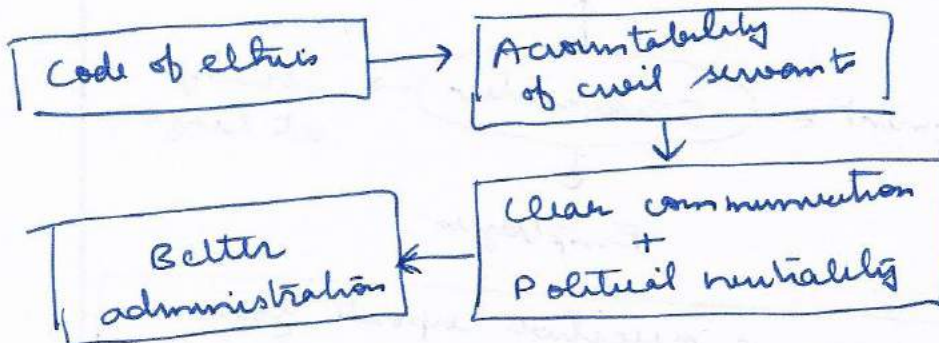 Code of ethics
Accountability
of civil servants
Clear communication
+
Political neutrality
Better
administration